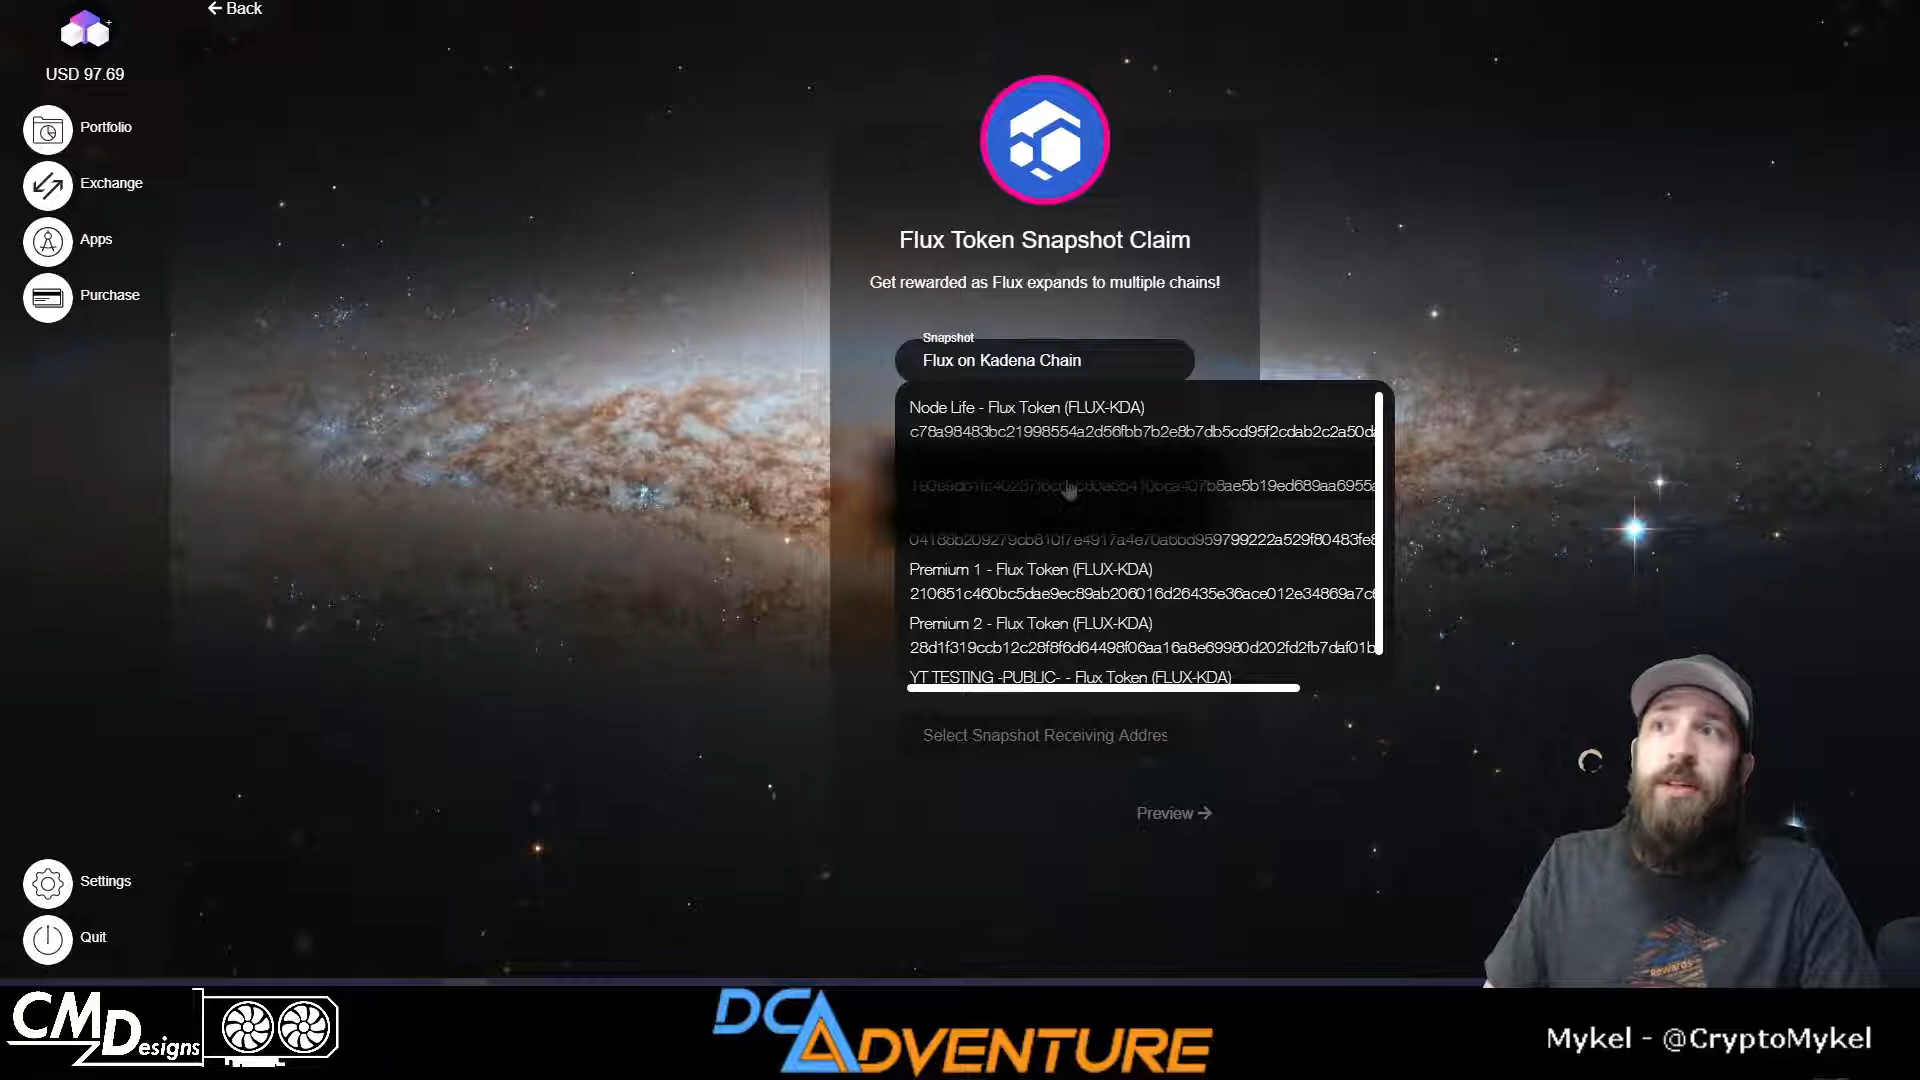 Back
USD 97.69
Portfolio
Exchange
Apps
Purchase
Flux Token Snapshot Claim
Get rewarded as Flux expands to multiple chains!
Snapshot
Flux on Kadena Chain
Node Life - Flux Token (FLUX-KDA)
c78a98483bc21998554a2d56fbb7b2e8b7db5cd95f2cdab2c2a50d
Premium 1 - Flux Token (FLUX-KDA)
210651c460bc5dae9ec89ab206016d26435e36ace012e34869a7c
Premium 2 - Flux Token (FLUX-KDA)
28d1f319ccb12c28f8f6d64498f06aa16a8e69980d202fd2fb7daf01b
YT TESTING -PUBLIC- - Flux Token (FLUX-KDA)
Select Snapshot Receiving Addres
Preview
Settings
Quit
Rewards
CMDesigns
DCADVENTURE
Mykel - @CryptoMykel